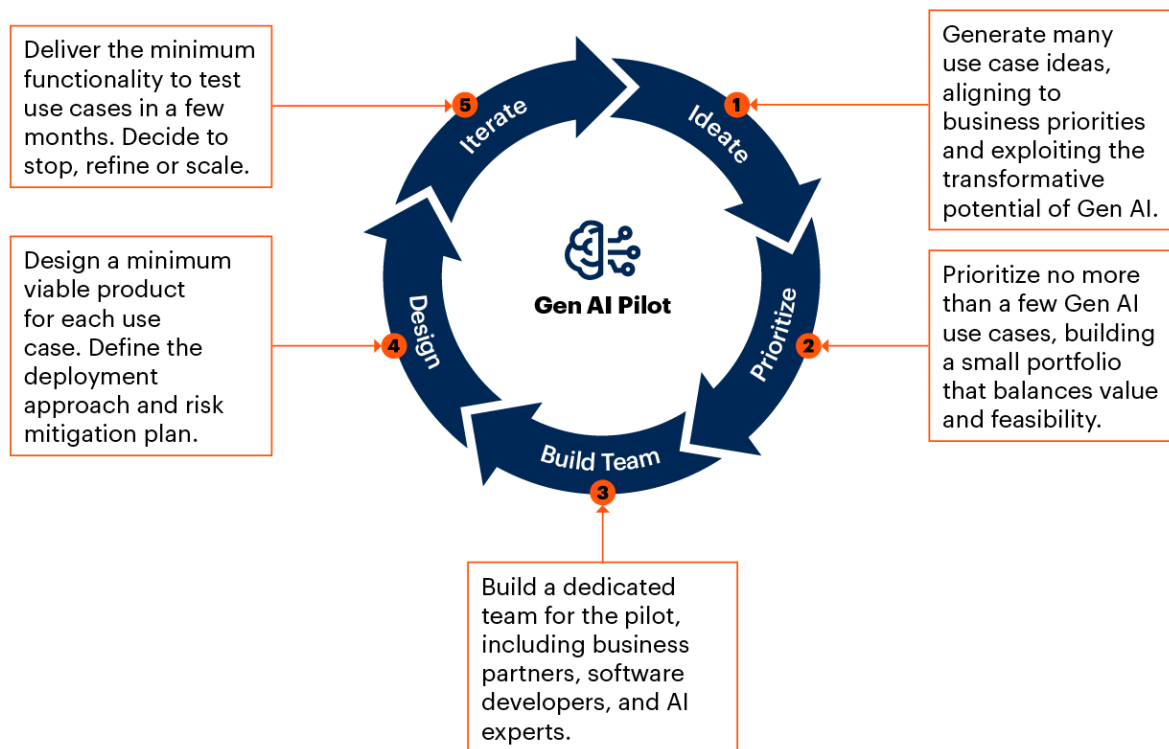 Generate many
use case ideas,
aligning to
business priorities
and exploiting the
transformative
potential of Gen AI.
1
Ideate
Prioritize no more
than a few Gen AI
use cases, building
a small portfolio
that balances value
and feasibility.
2
Prioritize
Build Team
3
Build a dedicated
team for the pilot,
including business
partners, software
developers, and AI
experts.
Design a minimum
viable product
for each use
case. Define the
deployment
approach and risk
mitigation plan.
4
Design
Deliver the minimum
functionality to test
use cases in a few
months. Decide to
stop, refine or scale.
5
Iterate
Gen AI Pilot